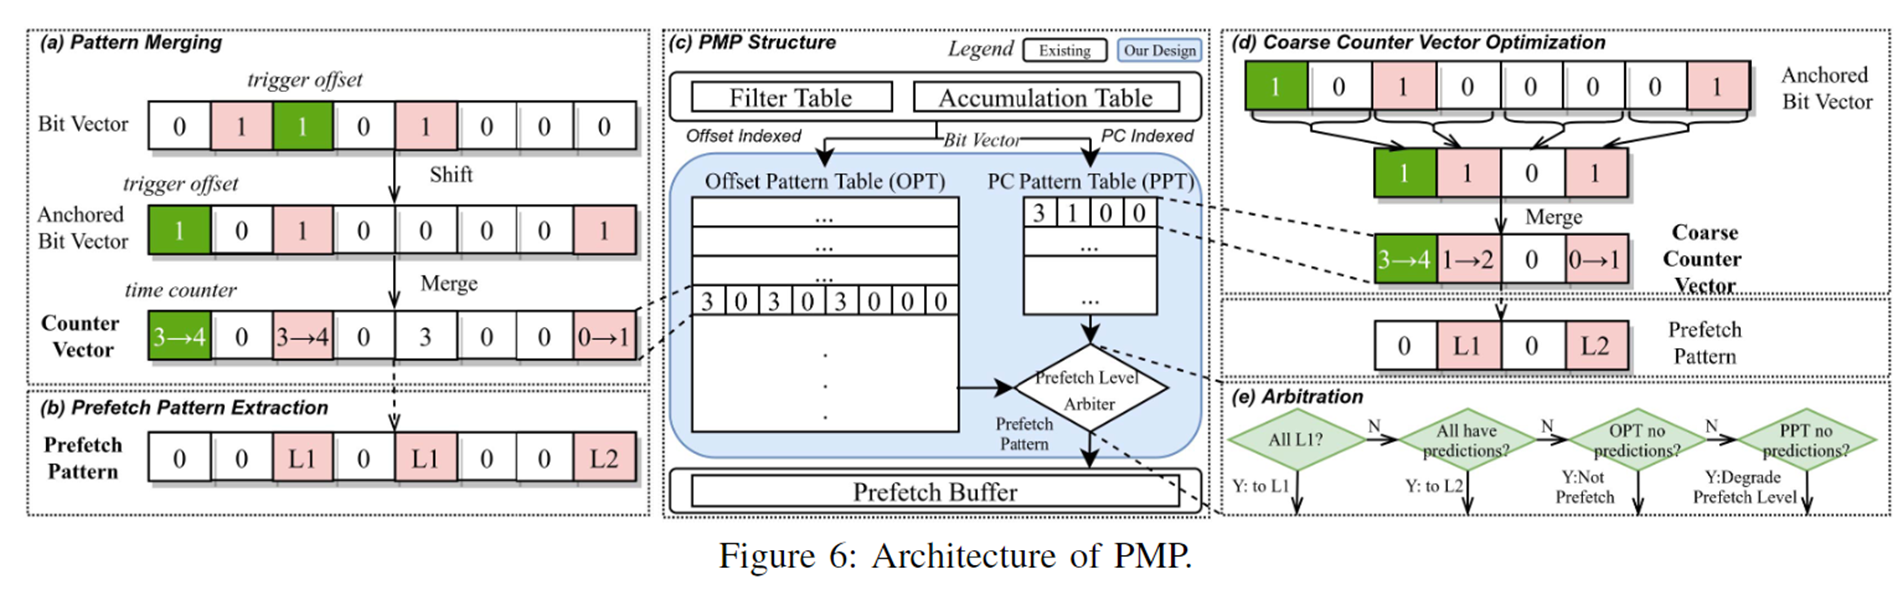 (a) Pattern Merging
trigger offset
Bit Vector
0 1 1 0 1 0 0 0
Shift
trigger offset
Anchored
Bit Vector
1 0 1 0 0 0 0 1
Merge
time counter
Counter
Vector
3→4 0 3→4 0 3 0 0 0→1
(b) Prefetch Pattern Extraction
Prefetch
Pattern
0 0 L1 0 L1 0 0 L2
(c) PMP Structure
Legend Existing Our Design
Filter Table Accumulation Table
Offset Indexed Bit Vector PC Indexed
Offset Pattern Table (OPT)
...
...
...
3 0 3 0 3 0 0 0
.
.
.
PC Pattern Table (PPT)
3 1 0 0
...
...
Prefetch Level
Arbiter
Prefetch
Pattern
Prefetch Buffer
(d) Coarse Counter Vector Optimization
1 0 1 0 0 0 0 1
Anchored
Bit Vector
1 1 0 1
Merge
3→4 1→2 0 0→1
Coarse
Counter
Vector
0 L1 0 L2
Prefetch
Pattern
(e) Arbitration
All L1?
N
All have
predictions?
N
OPT no
predictions?
N
PPT no
predictions?
Y: to L1
Y: to L2
Y:Not
Prefetch
Y:Degrade
Prefetch Level
Figure 6: Architecture of PMP.